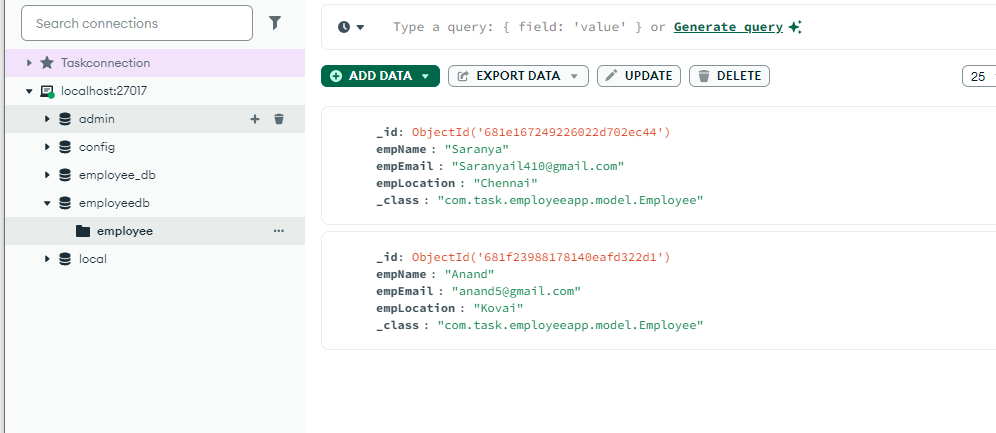 Search connections
Taskconnection
localhost:27017
admin
config
employee_db
employeedb
employee
local
Type a query: { field: 'value' } or Generate query
ADD DATA
EXPORT DATA
UPDATE
DELETE
25
_id: ObjectId('681e167249226022d702ec44')
empName : "Saranya"
empEmail : "Saranyail410@gmail.com"
empLocation : "Chennai"
_class : "com.task.employeeapp.model.Employee"
_id: ObjectId('681f23988178140eafd322d1')
empName : "Anand"
empEmail : "anand5@gmail.com"
empLocation : "Kovai"
_class : "com.task.employeeapp.model.Employee"